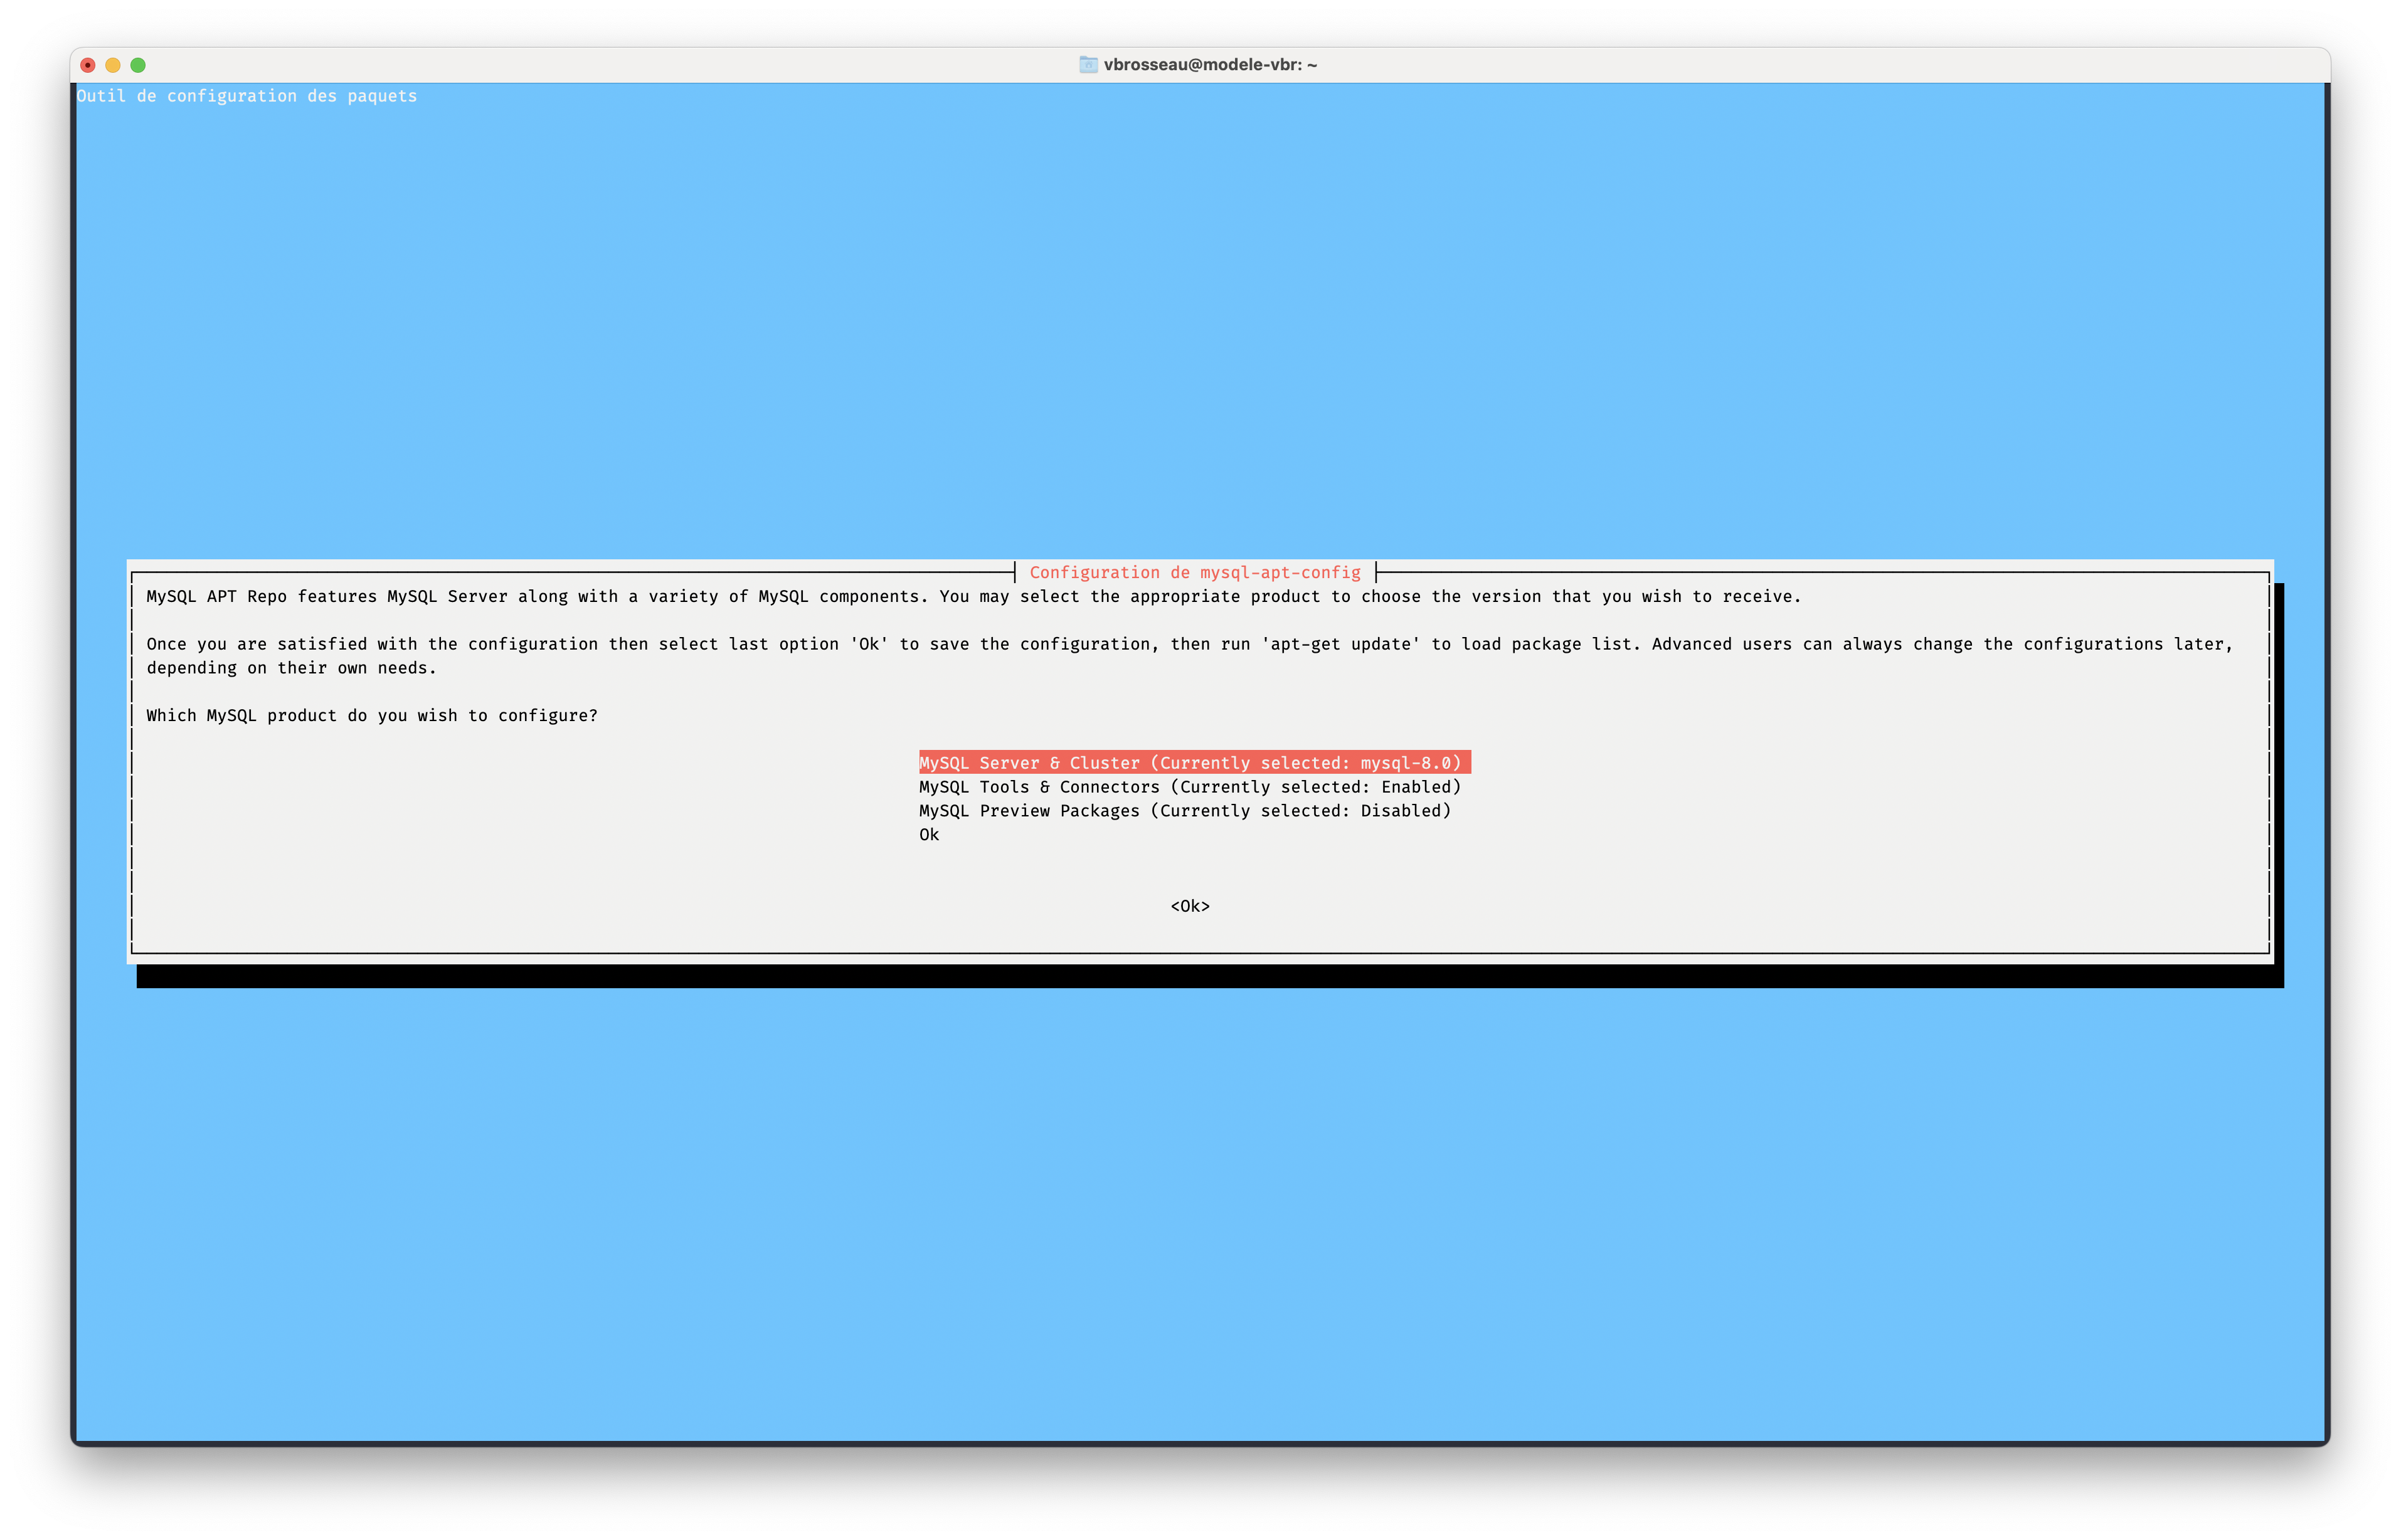 vbrosseau@modele-vbr: ~
Outil de configuration des paquets
Configuration de mysql-apt-config
MySQL APT Repo features MySQL Server along with a variety of MySQL components. You may select the appropriate product to choose the version that you wish to receive.
Once you are satisfied with the configuration then select last option 'Ok' to save the configuration, then run 'apt-get update' to load package list. Advanced users can always change the configurations later,
depending on their own needs.
Which MySQL product do you wish to configure?
MySQL Server & Cluster (Currently selected: mysql-8.0)
MySQL Tools & Connectors (Currently selected: Enabled)
MySQL Preview Packages (Currently selected: Disabled)
Ok
<Ok>